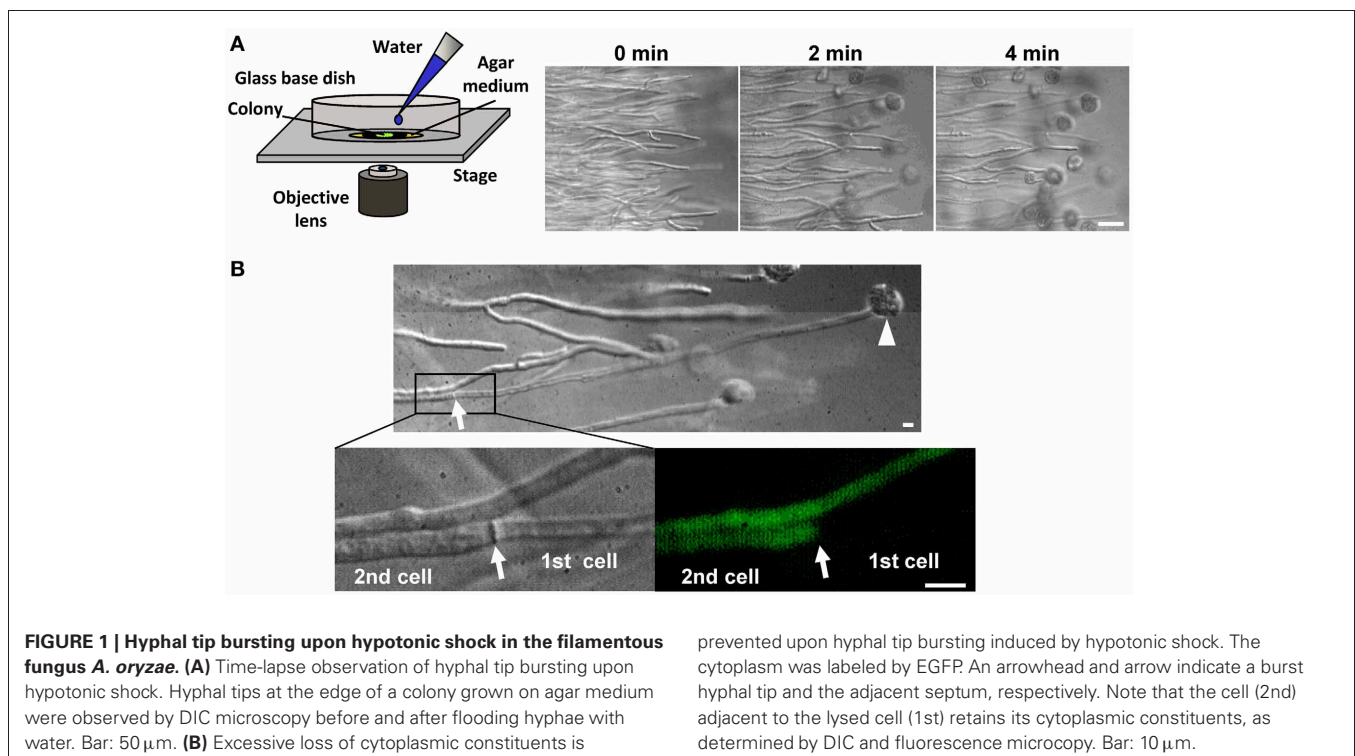 A
Water
Glass base dish
Agar
medium
Colony
Stage
Objective
lens
0 min
2 min
4 min
B
2nd cell
1st cell
2nd cell
1st cell
FIGURE 1 | Hyphal tip bursting upon hypotonic shock in the filamentous
fungus A. oryzae. (A) Time-lapse observation of hyphal tip bursting upon
hypotonic shock. Hyphal tips at the edge of a colony grown on agar medium
were observed by DIC microscopy before and after flooding hyphae with
water. Bar: 50 μm. (B) Excessive loss of cytoplasmic constituents is
prevented upon hyphal tip bursting induced by hypotonic shock. The
cytoplasm was labeled by EGFP. An arrowhead and arrow indicate a burst
hyphal tip and the adjacent septum, respectively. Note that the cell (2nd)
adjacent to the lysed cell (1st) retains its cytoplasmic constituents, as
determined by DIC and fluorescence microcopy. Bar: 10 μm.